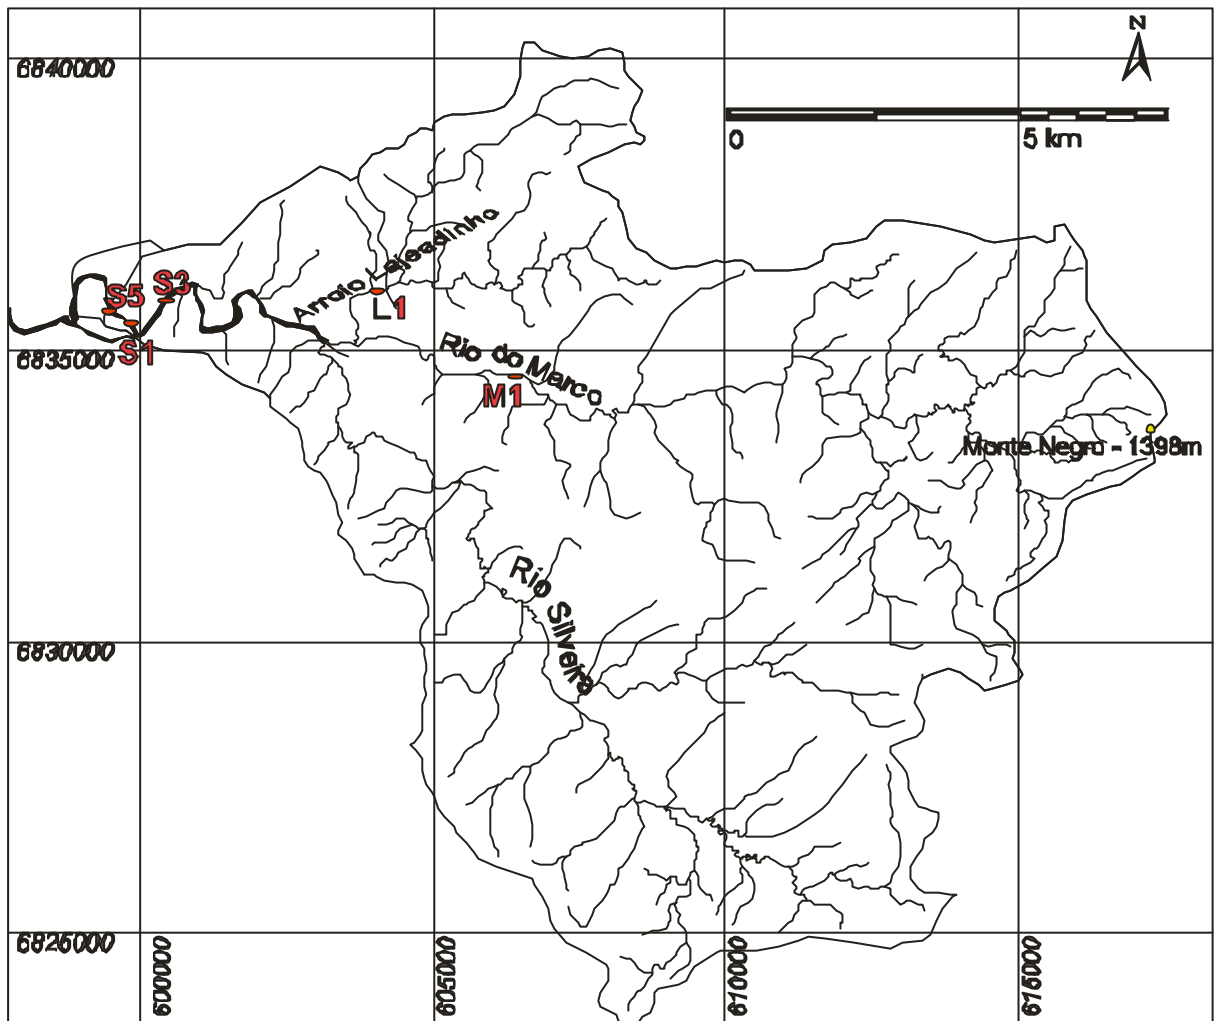 N
6840000
0
5 km
Arroio Lajeadinho
S3
S5
L1
S1
6835000
Rio do Marco
M1
Monte Negro - 1398m
Rio Silveira
6830000
6825000
600000
605000
610000
615000